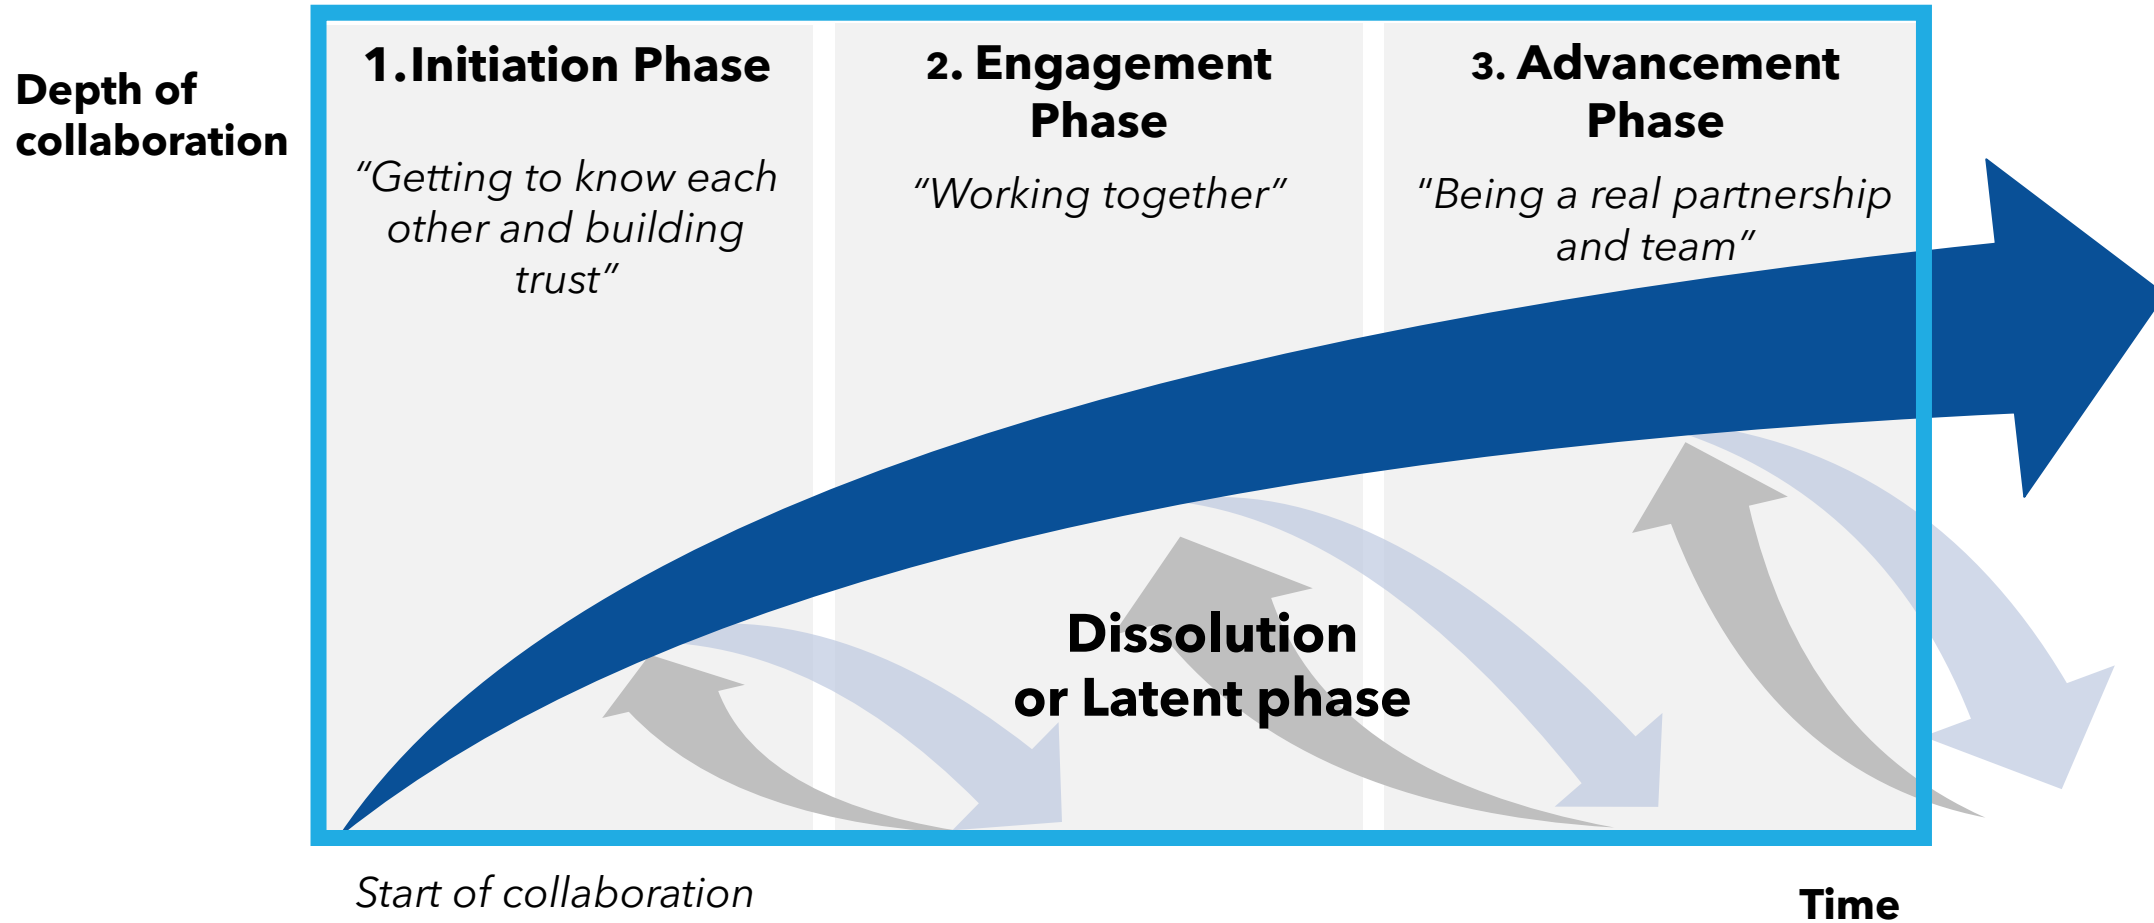 Depth of
collaboration
1.Initiation Phase
“Getting to know each
other and building
trust”
2. Engagement
Phase
“Working together”
3. Advancement
Phase
“Being a real partnership
and team”
Dissolution
or Latent phase
Start of collaboration
Time